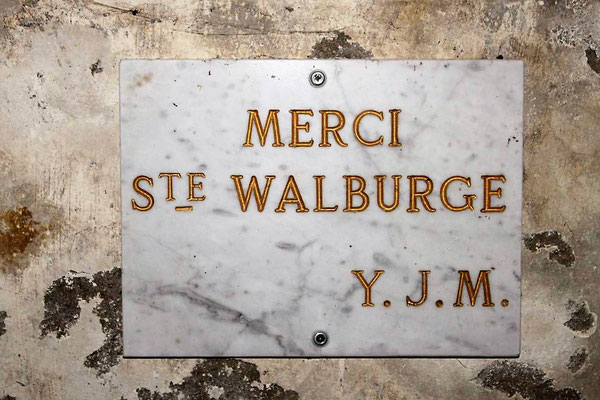 MERCI
STE WALBURGE
Y.J.M.